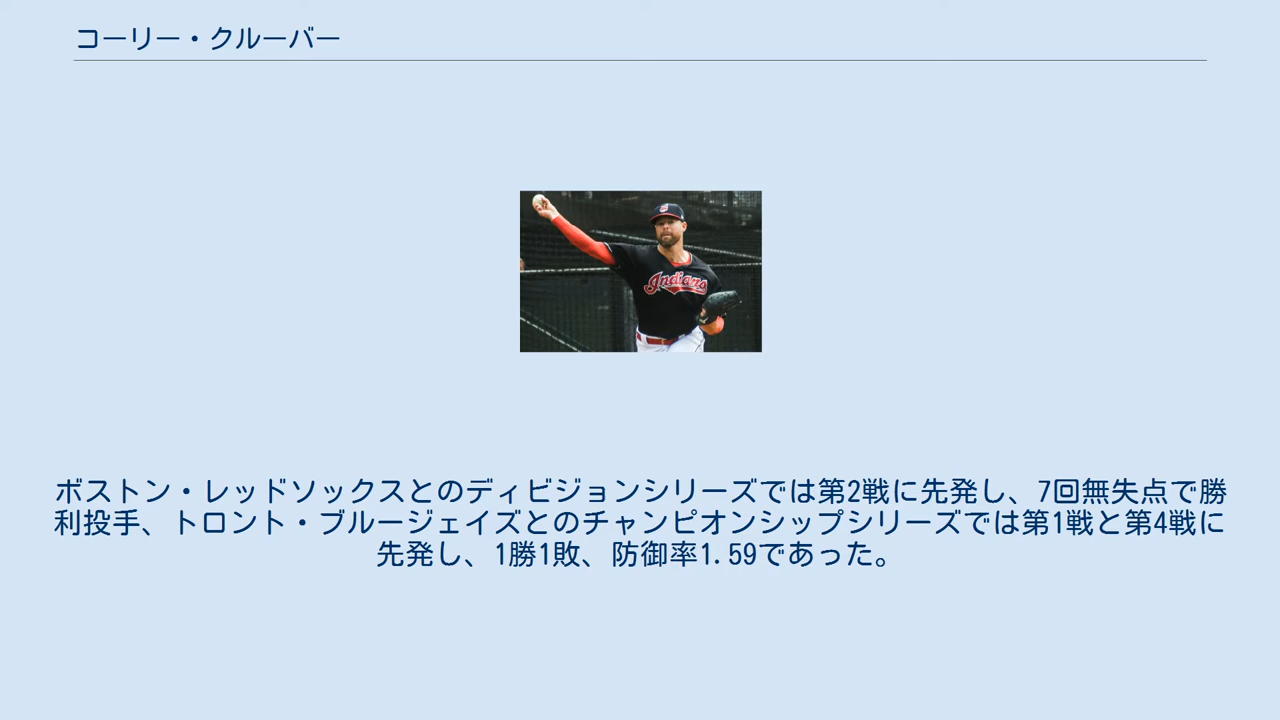 コーリー・クルーバー
Indians
ボストン・レッドソックスとのディビジョンシリーズでは第2戦に先発し、7回無失点で勝
利投手、トロント・ブルージェイズとのチャンピオンシップシリーズでは第1戦と第4戦に
先発し、1勝1敗、防御率1.59であった。